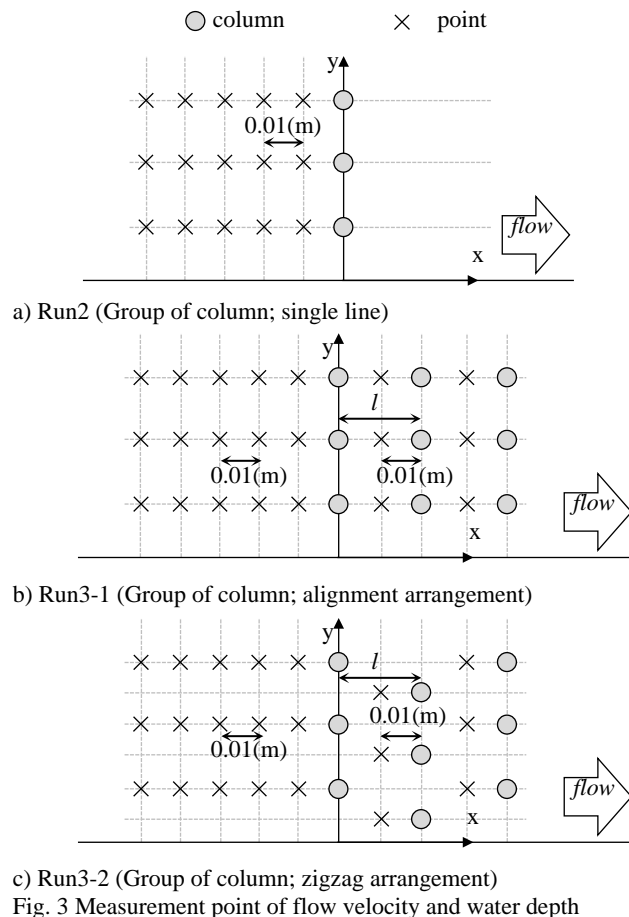 column point
y
0.01(m)
flow
x
a) Run2 (Group of column; single line)
y
l
0.01(m) 0.01(m)
flow
x
b) Run3-1 (Group of column; alignment arrangement)
y
l
0.01(m)
0.01(m)
flow
x
c) Run3-2 (Group of column; zigzag arrangement)
Fig. 3 Measurement point of flow velocity and water depth